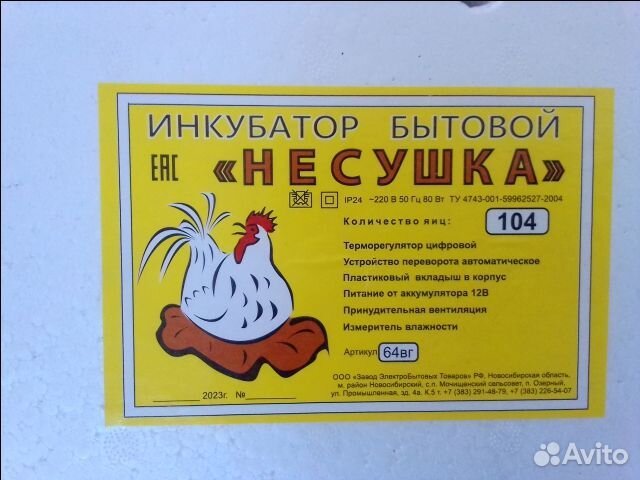 ИНКУБАТОР БЫТОВОЙ
ЕАС «НЕСУШКА»
IP24 ~220 В 50 Гц 80 Вт ТУ 4743-001-59962527-2004
Количество яиц: 104
Терморегулятор цифровой
Устройство переворота автоматическое
Пластиковый вкладыш в корпус
Питание от аккумулятора 12В
Принудительная вентиляция
Измеритель влажности
Артикул 64вг
ООО «Завод ЭлектроБытовых Товаров» РФ, Новосибирская область,
м. район Новосибирский, с.п. Мочищенский сельсовет, п. Озерный,
ул. Промышленная, зд. 4а. К.5 т. +7 (383) 291-48-79, +7 (383) 226-54-07
________ 2023г. №________
Avito